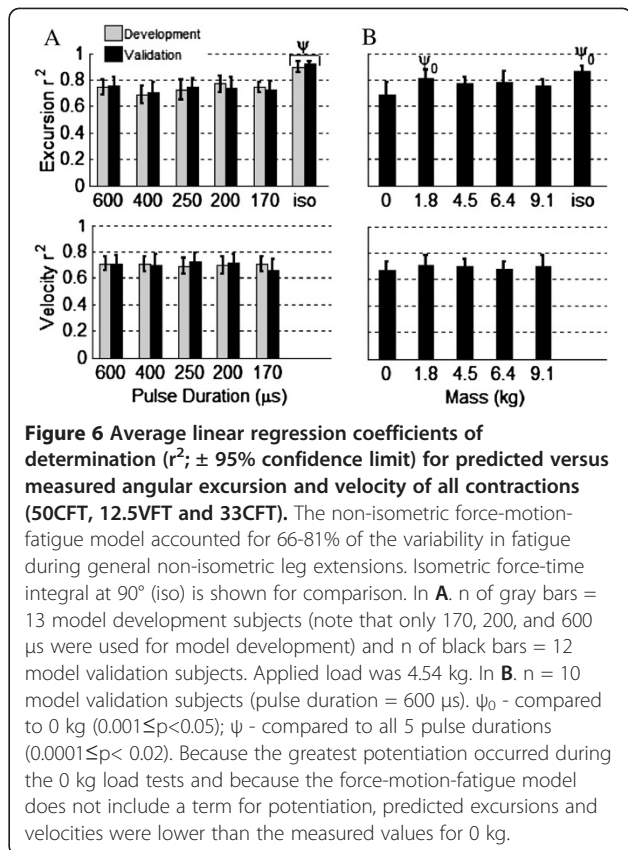 A
Development
Validation
ψ
B
ψ₀
ψ₀
Excursion r²
1
0.8
0.6
0.4
0.2
0
600 400 250 200 170 iso
0 1.8 4.5 6.4 9.1 iso
Velocity r²
1
0.8
0.6
0.4
0.2
0
600 400 250 200 170
Pulse Duration (μs)
0 1.8 4.5 6.4 9.1
Mass (kg)
Figure 6 Average linear regression coefficients of
determination (r²; ± 95% confidence limit) for predicted versus
measured angular excursion and velocity of all contractions
(50CFT, 12.5VFT and 33CFT). The non-isometric force-motion-
fatigue model accounted for 66-81% of the variability in fatigue
during general non-isometric leg extensions. Isometric force-time
integral at 90° (iso) is shown for comparison. In A. n of gray bars =
13 model development subjects (note that only 170, 200, and 600
μs were used for model development) and n of black bars = 12
model validation subjects. Applied load was 4.54 kg. In B. n = 10
model validation subjects (pulse duration = 600 μs). ψ₀ - compared
to 0 kg (0.001≤p<0.05); ψ - compared to all 5 pulse durations
(0.0001≤p< 0.02). Because the greatest potentiation occurred during
the 0 kg load tests and because the force-motion-fatigue model
does not include a term for potentiation, predicted excursions and
velocities were lower than the measured values for 0 kg.